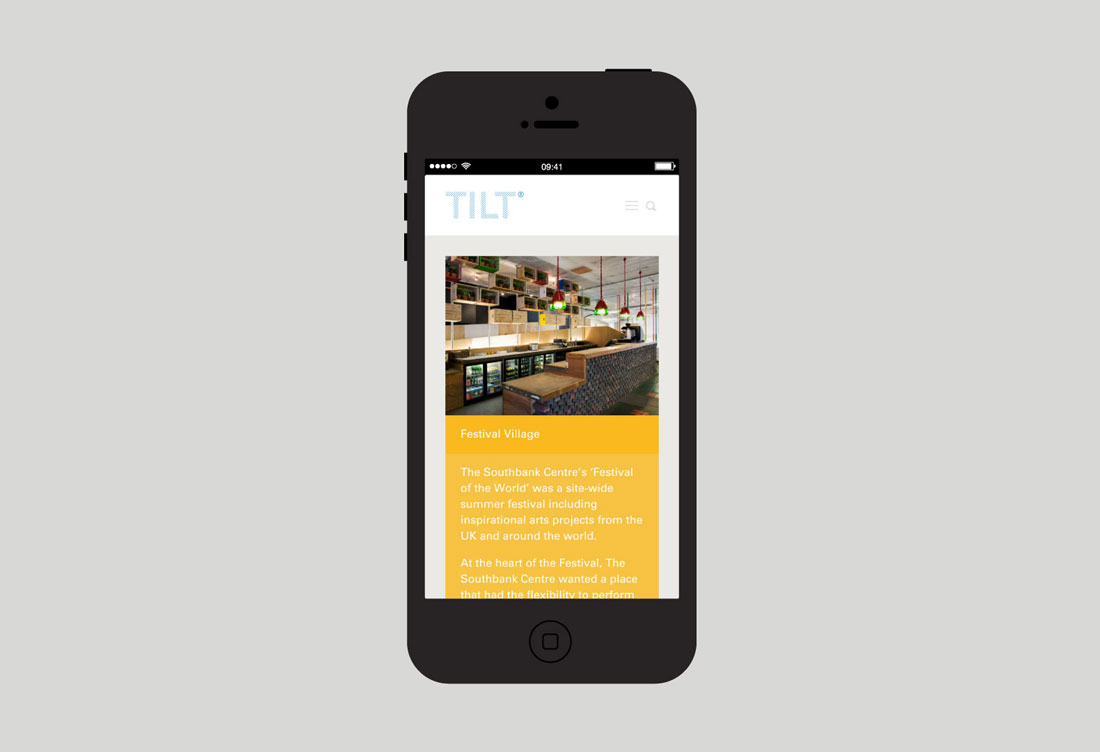 09:41
TILT®
Festival Village
The Southbank Centre's 'Festival
of the World' was a site-wide
summer festival including
inspirational arts projects from the
UK and around the world.
At the heart of the Festival, The
Southbank Centre wanted a place
that had the flexibility to perform